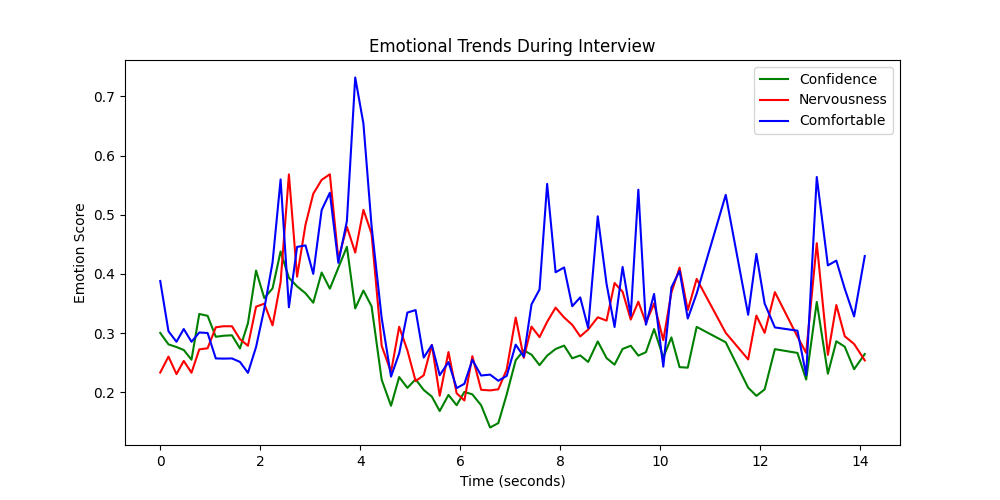 Emotional Trends During Interview
Confidence
Nervousness
Comfortable
Emotion Score
0.7
0.6
0.5
0.4
0.3
0.2
0 2 4 6 8 10 12 14
Time (seconds)